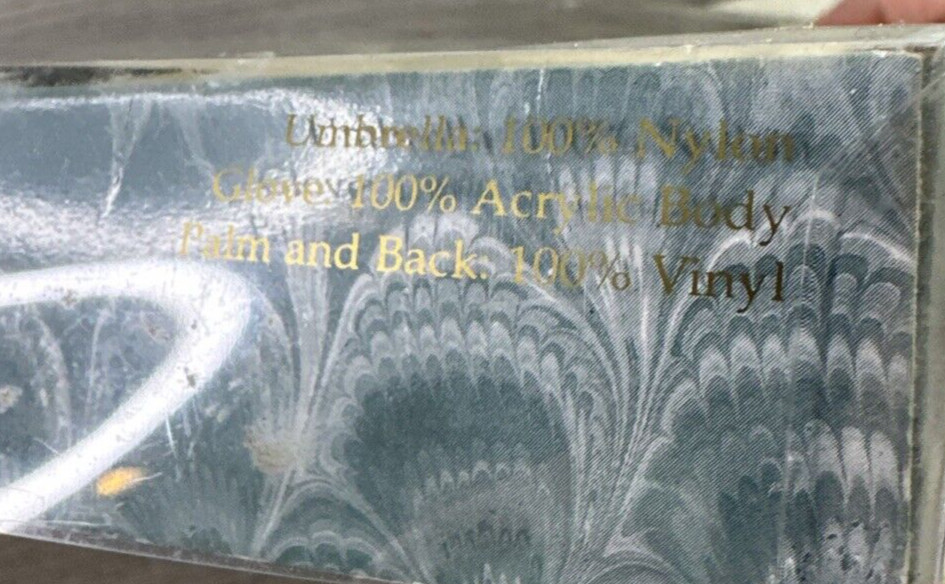 Umbrella: 100% Nylon
Glove: 100% Acrylic Body
Palm and Back: 100% Vinyl